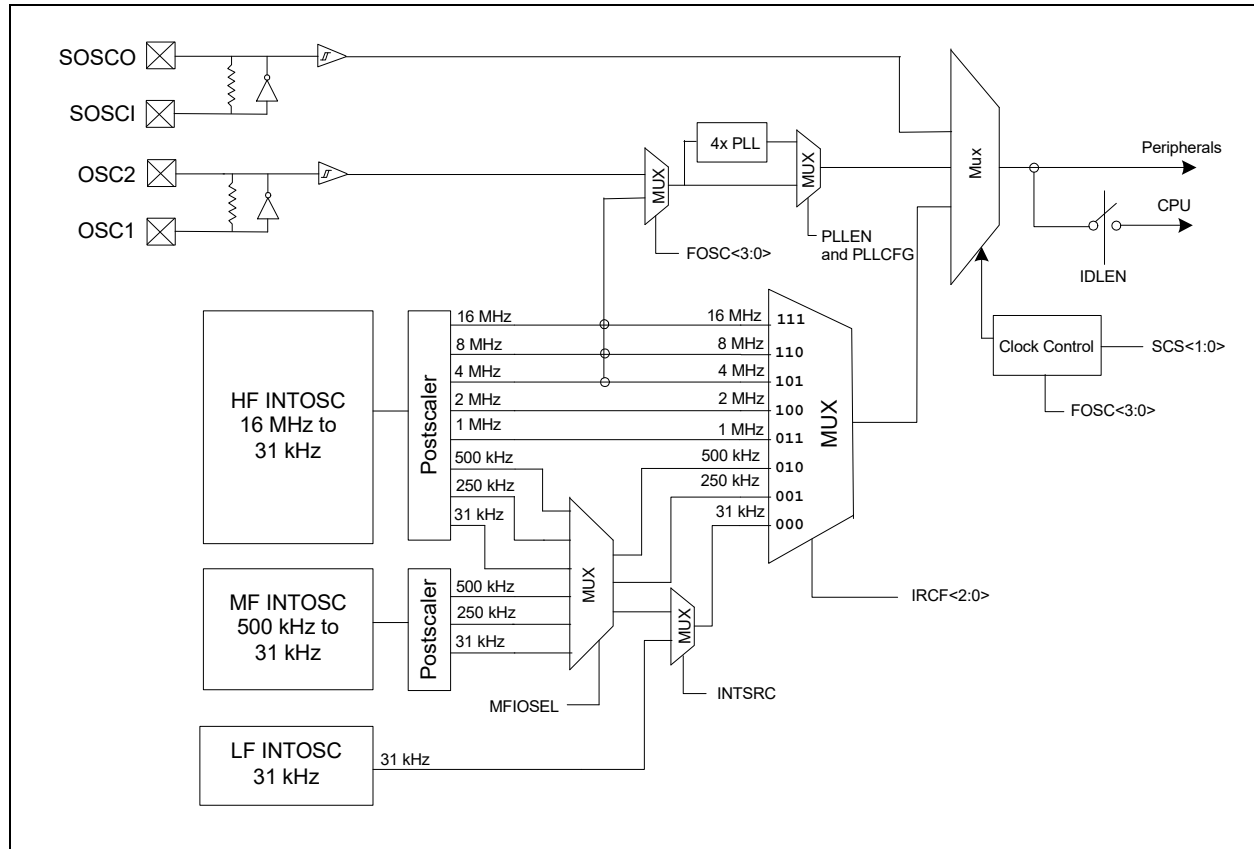 SOSCO
SOSCI
OSC2
OSC1
4x PLL
MUX
MUX
Mux
Peripherals
CPU
FOSC<3:0>
PLLEN
and PLLCFG
IDLEN
Clock Control
SCS<1:0>
FOSC<3:0>
HF INTOSC
16 MHz to
31 kHz
Postscaler
16 MHz
8 MHz
4 MHz
2 MHz
1 MHz
500 kHz
250 kHz
31 kHz
16 MHz
8 MHz
4 MHz
2 MHz
1 MHz
500 kHz
250 kHz
31 kHz
111
110
101
100
011
010
001
000
MUX
IRCF<2:0>
MF INTOSC
500 kHz to
31 kHz
Postscaler
500 kHz
250 kHz
31 kHz
MUX
MFIOSEL
MUX
INTSRC
LF INTOSC
31 kHz
31 kHz